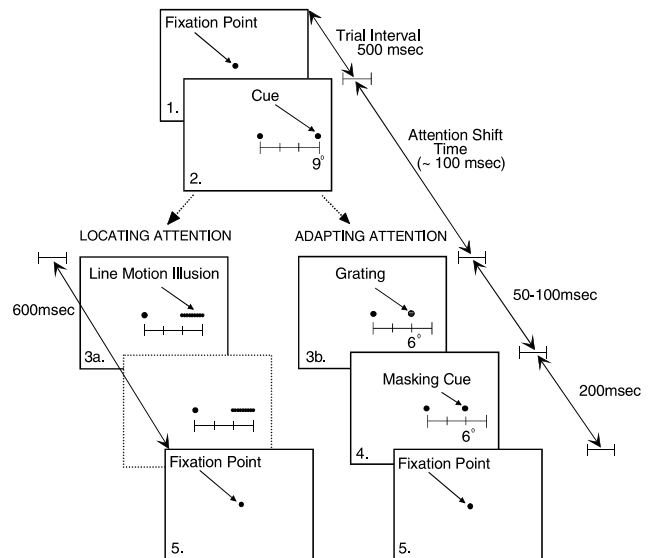 Fixation Point
1.
Trial Interval
500 msec
Cue
9°
2.
Attention Shift
Time
(~ 100 msec)
LOCATING ATTENTION
ADAPTING ATTENTION
Line Motion Illusion
3a.
600msec
Grating
6°
3b.
50-100msec
Masking Cue
6°
4.
200msec
Fixation Point
5.
Fixation Point
5.